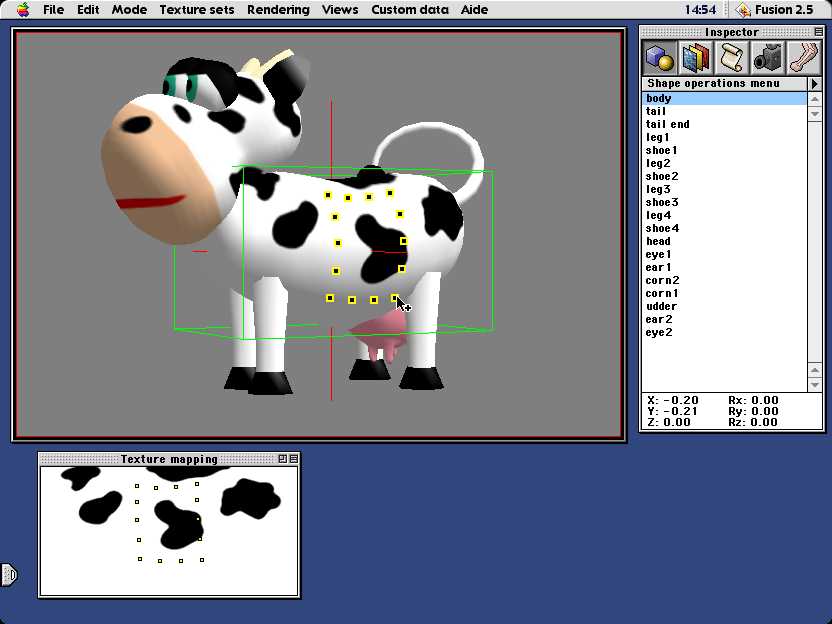 File Edit Mode Texture sets Rendering Views Custom data Aide 14:54 Fusion 2.5
Inspector
Shape operations menu
body
tail
tail end
leg1
shoe1
leg2
shoe2
leg3
shoe3
leg4
shoe4
head
eye1
ear1
corn2
corn1
udder
ear2
eye2
X: -0.20 Rx: 0.00
Y: -0.21 Ry: 0.00
Z: 0.00 Rz: 0.00
Texture mapping